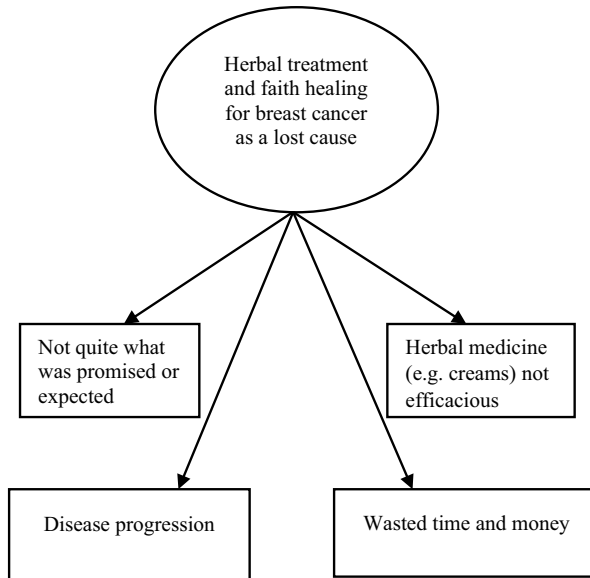 Herbal treatment
and faith healing
for breast cancer
as a lost cause
Not quite what
was promised or
expected
Herbal medicine
(e.g. creams) not
efficacious
Disease progression
Wasted time and money